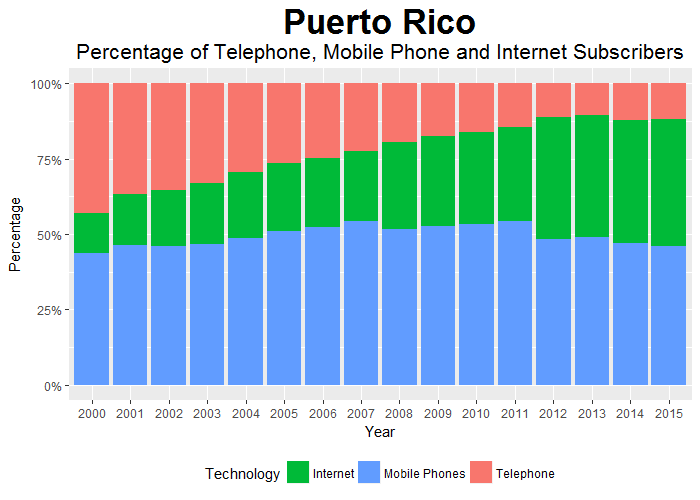 Puerto Rico
Percentage of Telephone, Mobile Phone and Internet Subscribers
100%
75%
50%
25%
0%
Percentage
2000 2001 2002 2003 2004 2005 2006 2007 2008 2009 2010 2011 2012 2013 2014 2015
Year
Technology Internet Mobile Phones Telephone